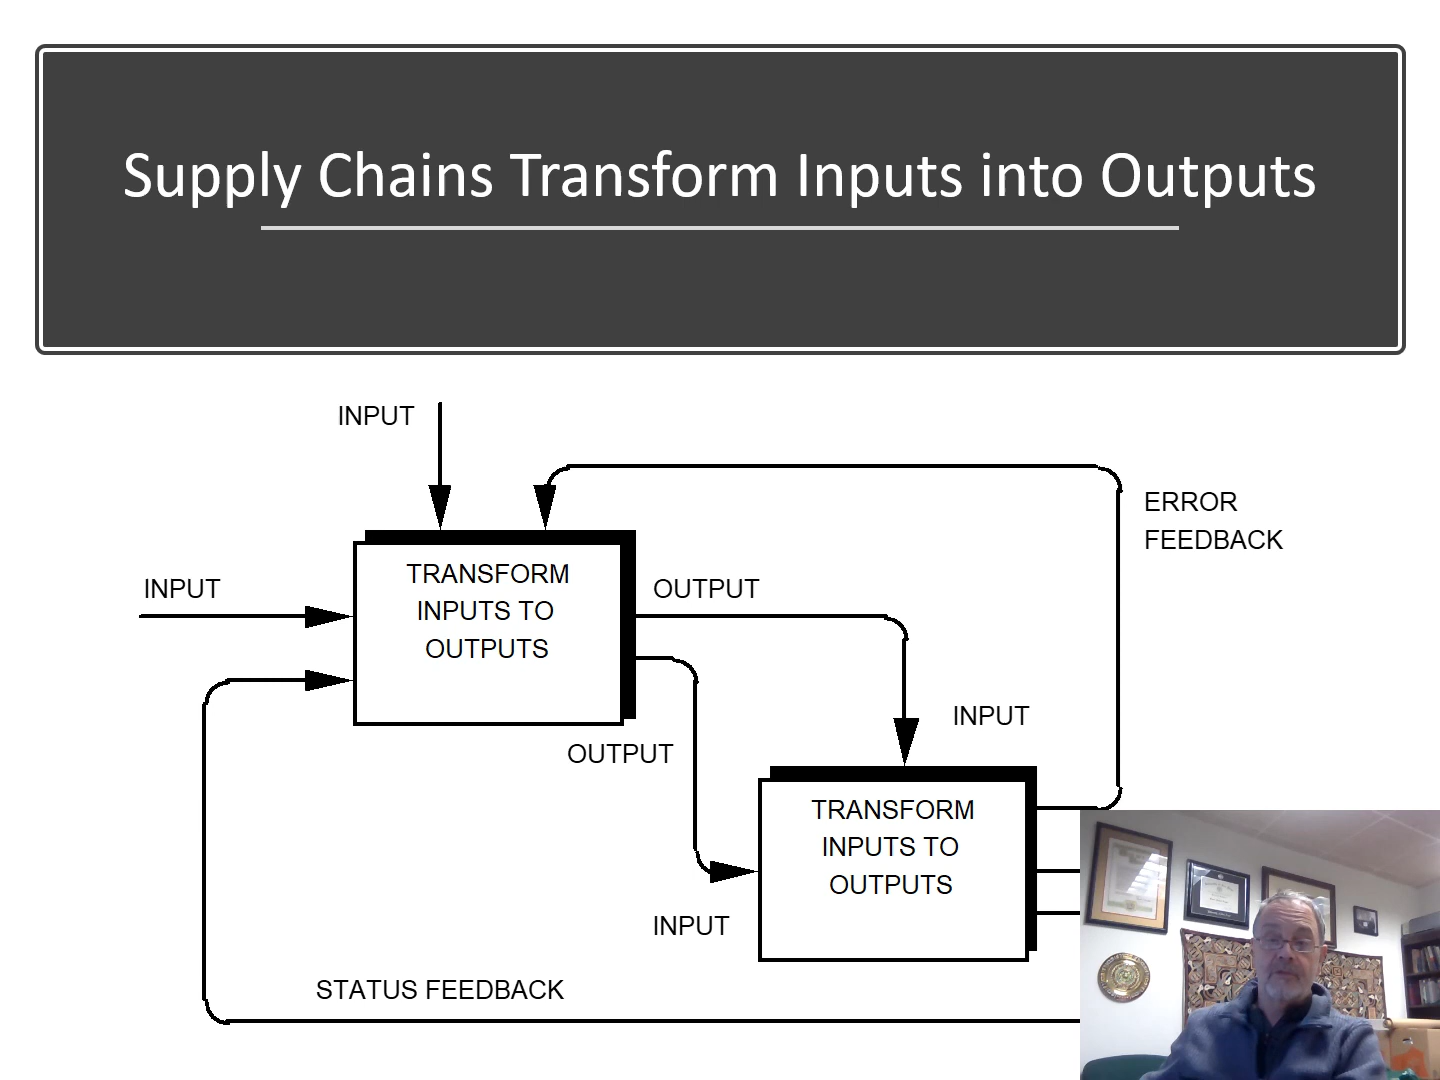 Supply Chains Transform Inputs into Outputs
INPUT
ERROR
FEEDBACK
INPUT
TRANSFORM
INPUTS TO
OUTPUTS
OUTPUT
INPUT
OUTPUT
TRANSFORM
INPUTS TO
OUTPUTS
INPUT
STATUS FEEDBACK